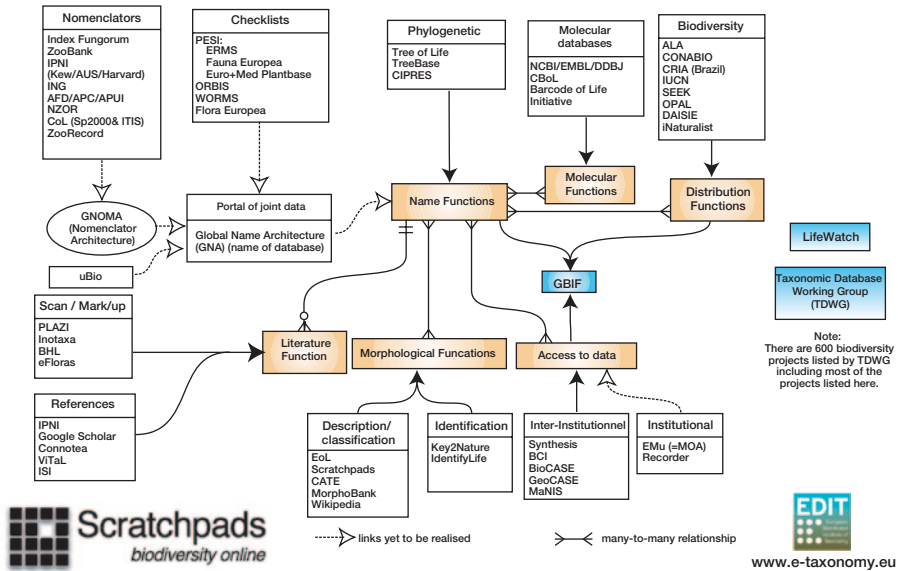 Nomenclators
Index Fungorum
ZooBank
IPNI
(Kew/AUS/Harvard)
ING
AFD/APC/APUI
NZOR
CoL (Sp2000& ITIS)
ZooRecord
Checklists
PESI:
ERMS
Fauna Europea
Euro+Med Plantbase
ORBIS
WORMS
Flora Europea
Phylogenetic
Tree of Life
TreeBase
CIPRES
Molecular
databases
NCBI/EMBL/DDBJ
CBoL
Barcode of Life
Initiative
Biodiversity
ALA
CONABIO
CRIA (Brazil)
IUCN
SEEK
OPAL
DAISIE
iNaturalist
GNOMA
(Nomenclator
Architecture)
Portal of joint data
Global Name Architecture
(GNA) (name of database)
uBio
Name Functions
Molecular
Functions
Distribution
Functions
LifeWatch
GBIF
Taxonomic Database
Working Group
(TDWG)
Note:
There are 600 biodiversity
projects listed by TDWG
including most of the
projects listed here.
Scan / Mark/up
PLAZI
Inotaxa
BHL
eFloras
Literature
Function
Morphological Funcations
Access to data
References
IPNI
Google Scholar
Connotea
ViTaL
ISI
Description/
classification
EoL
Scratchpads
CATE
MorphoBank
Wikipedia
Identification
Key2Nature
IdentifyLife
Inter-Institutionnel
Synthesis
BCI
BioCASE
GeoCASE
MaNIS
Institutional
EMu (=MOA)
Recorder
Scratchpads
biodiversity online
links yet to be realised
many-to-many relationship
EDIT
www.e-taxonomy.eu